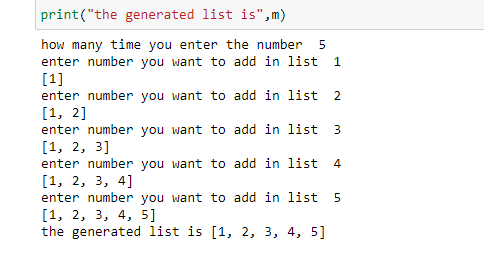 print("the generated list is",m)
how many time you enter the number  5
enter number you want to add in list  1
[1]
enter number you want to add in list  2
[1, 2]
enter number you want to add in list  3
[1, 2, 3]
enter number you want to add in list  4
[1, 2, 3, 4]
enter number you want to add in list  5
[1, 2, 3, 4, 5]
the generated list is [1, 2, 3, 4, 5]